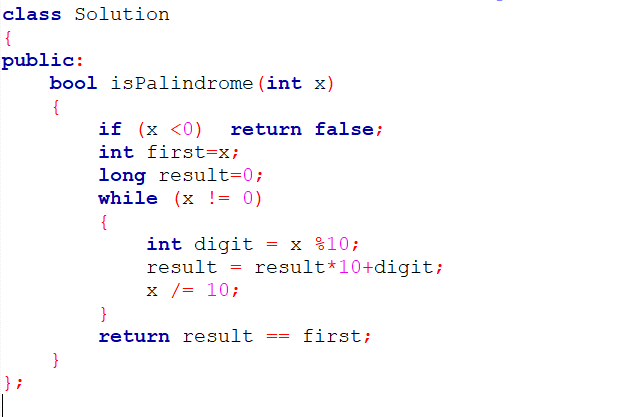 class Solution
{
public:
    bool isPalindrome(int x)
    {
        if (x <0)  return false;
        int first=x;
        long result=0;
        while (x != 0)
        {
            int digit = x %10;
            result = result*10+digit;
            x /= 10;
        }
        return result == first;
    }
};